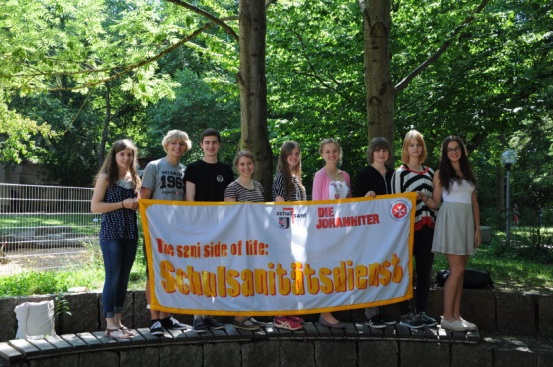 DIE
JOHANNITER
The sani side of life:
Schulsanitätsdienst